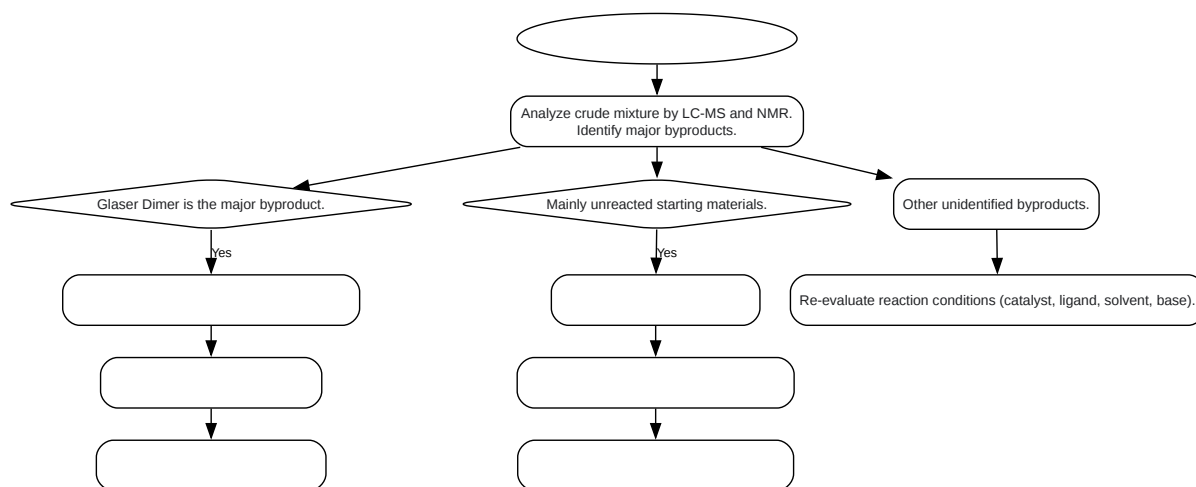 Analyze crude mixture by LC-MS and NMR.
Identify major byproducts.
Glaser Dimer is the major byproduct.
Mainly unreacted starting materials.
Other unidentified byproducts.
Yes
Yes
Re-evaluate reaction conditions (catalyst, ligand, solvent, base).